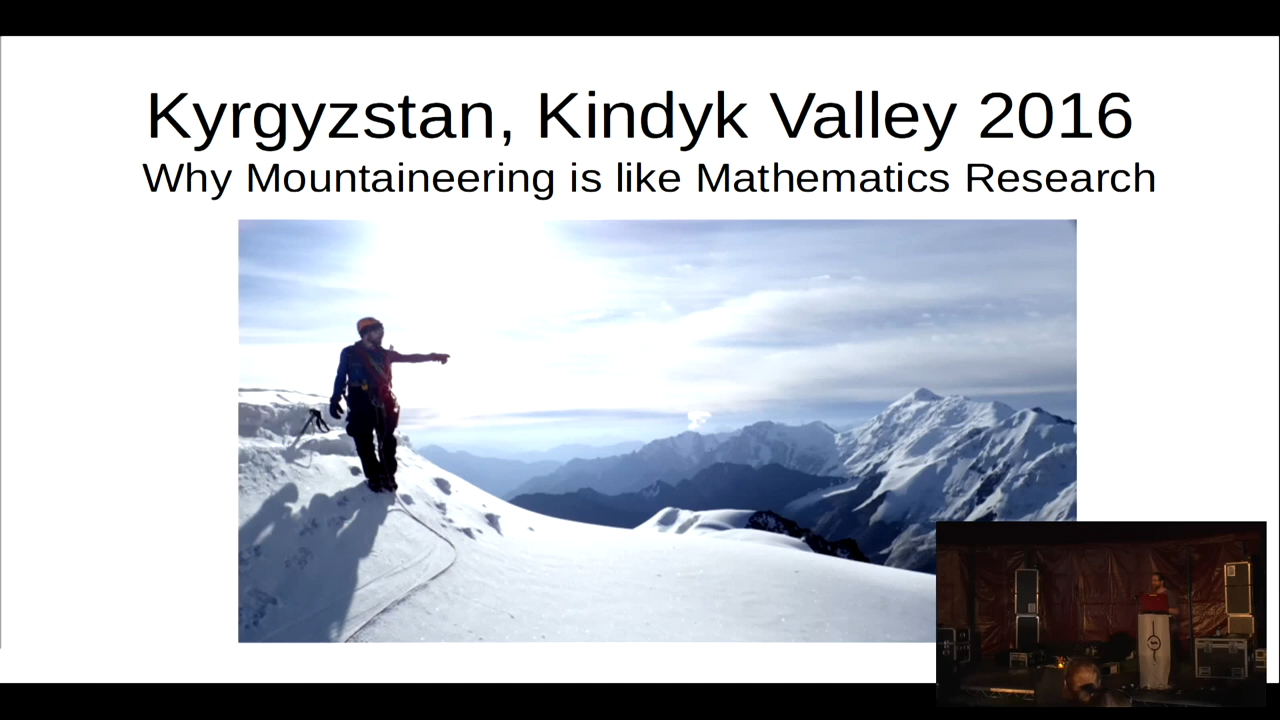 Kyrgyzstan, Kindyk Valley 2016
Why Mountaineering is like Mathematics Research